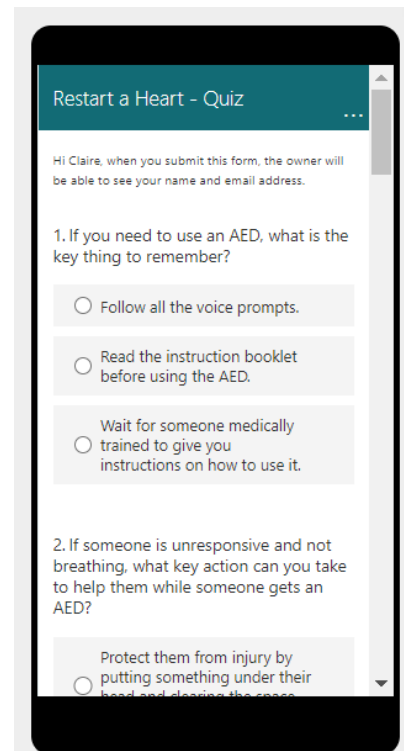 Restart a Heart - Quiz
...
Hi Claire, when you submit this form, the owner will
be able to see your name and email address.
1. If you need to use an AED, what is the
key thing to remember?
Follow all the voice prompts.
Read the instruction booklet
before using the AED.
Wait for someone medically
trained to give you
instructions on how to use it.
2. If someone is unresponsive and not
breathing, what key action can you take
to help them while someone gets an
AED?
Protect them from injury by
putting something under their
head and clearing the space